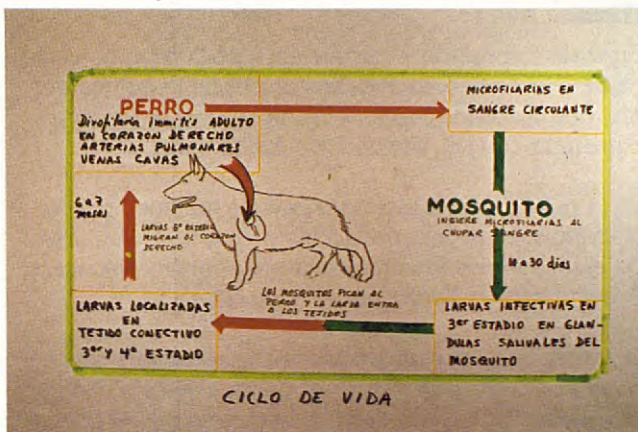 PERRO
Dirofilaria immitis ADULTO
EN CORAZON DERECHO
ARTERIAS PULMONARES
VENAS CAVAS
MICROFILARIAS EN
SANGRE CIRCULANTE
MOSQUITO
INGIERE MICROFILARIAS AL
CHUPAR SANGRE
10 a 30 días
LARVAS INFECTIVAS EN
3er ESTADIO EN GLAN-
DULAS SALIVALES DEL
MOSQUITO
LOS MOSQUITOS PICAN AL
PERRO Y LA LARVA ENTRA
A LOS TEJIDOS
LARVAS LOCALIZADAS
EN
TEJIDO CONECTIVO
3er Y 4º ESTADIO
6 a 7
meses
LARVAS 5º ESTADIO
MIGRAN AL CORAZON
DERECHO
CICLO DE VIDA